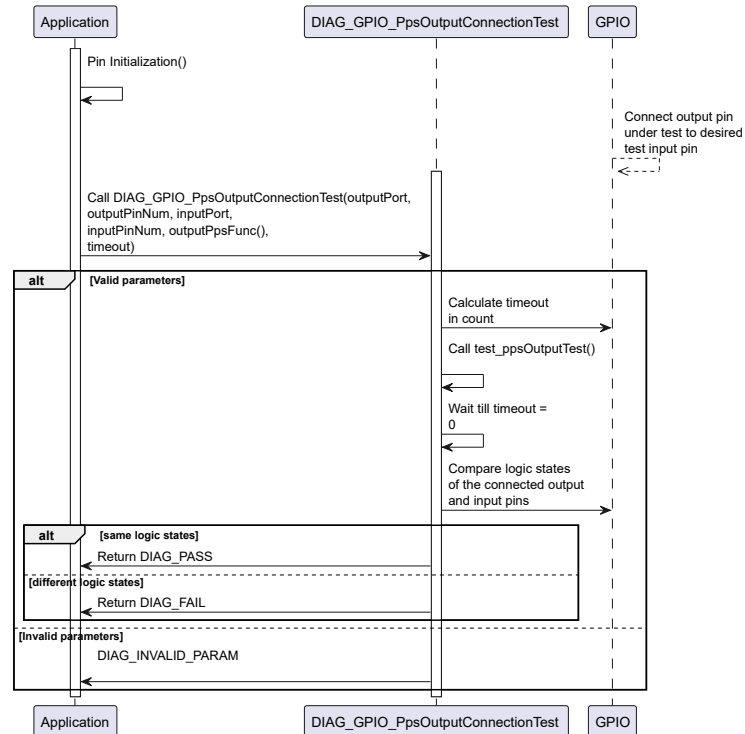 Application
DIAG_GPIO_PpsOutputConnectionTest
GPIO
Pin Initialization()
Connect output pin
under test to desired
test input pin
Call DIAG_GPIO_PpsOutputConnectionTest(outputPort,
outputPinNum, inputPort,
inputPinNum, outputPpsFunc(),
timeout)
alt
[Valid parameters]
Calculate timeout
in count
Call test_ppsOutputTest()
Wait till timeout =
0
Compare logic states
of the connected output
and input pins
alt
[same logic states]
Return DIAG_PASS
[different logic states]
Return DIAG_FAIL
[Invalid parameters]
DIAG_INVALID_PARAM
Application
DIAG_GPIO_PpsOutputConnectionTest
GPIO